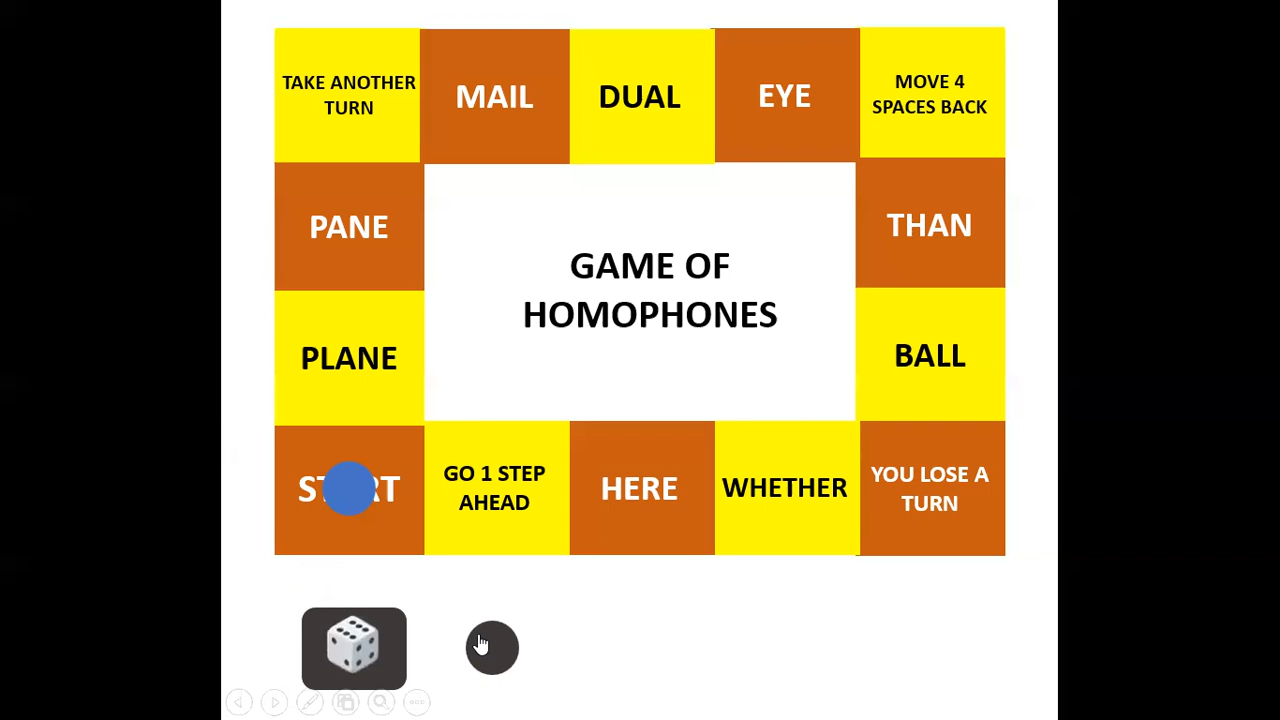 TAKE ANOTHER
TURN
MAIL
DUAL
EYE
MOVE 4
SPACES BACK
PANE
THAN
GAME OF
HOMOPHONES
PLANE
BALL
START
GO 1 STEP
AHEAD
HERE
WHETHER
YOU LOSE A
TURN